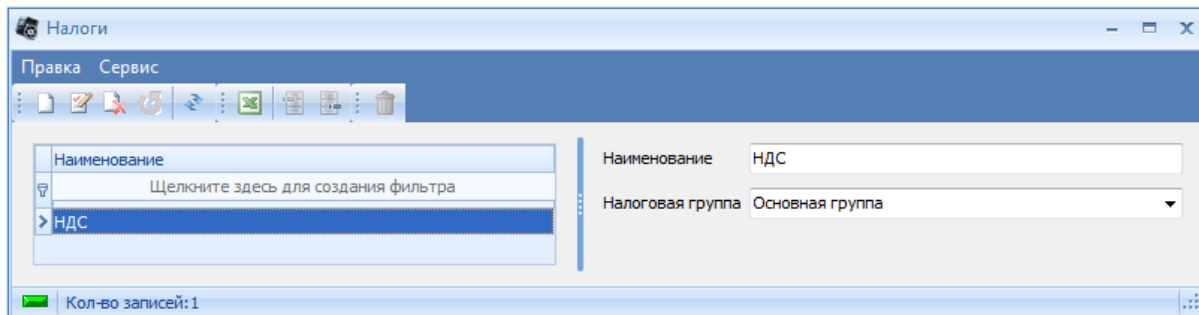 Налоги
Правка Сервис
Наименование
Щелкните здесь для создания фильтра
НДС
Наименование НДС
Налоговая группа Основная группа
Кол-во записей:1